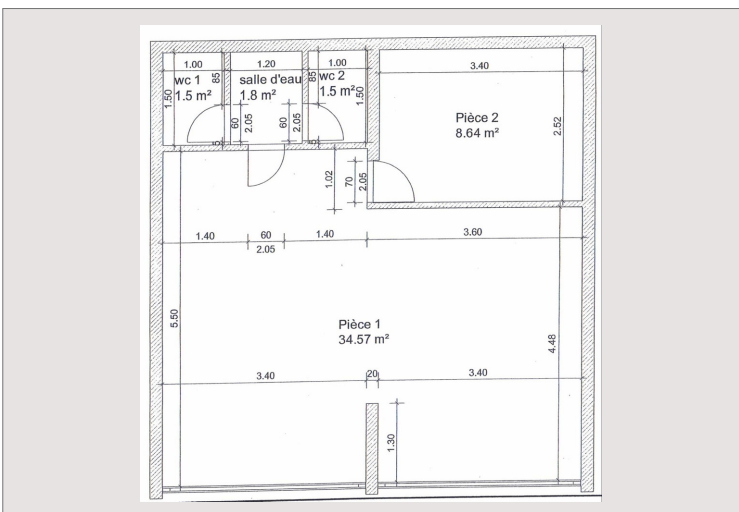 1.00
1.20
1.00
3.40
wc 1
1.5 m²
85
salle d'eau
1.8 m²
85
wc 2
1.5 m²
1.50
1.50
60
2.05
60
2.05
Pièce 2
8.64 m²
2.52
5
5
1.02
70
2.05
1.40
60
2.05
1.40
3.60
5.50
Pièce 1
34.57 m²
4.48
3.40
20
3.40
1.30